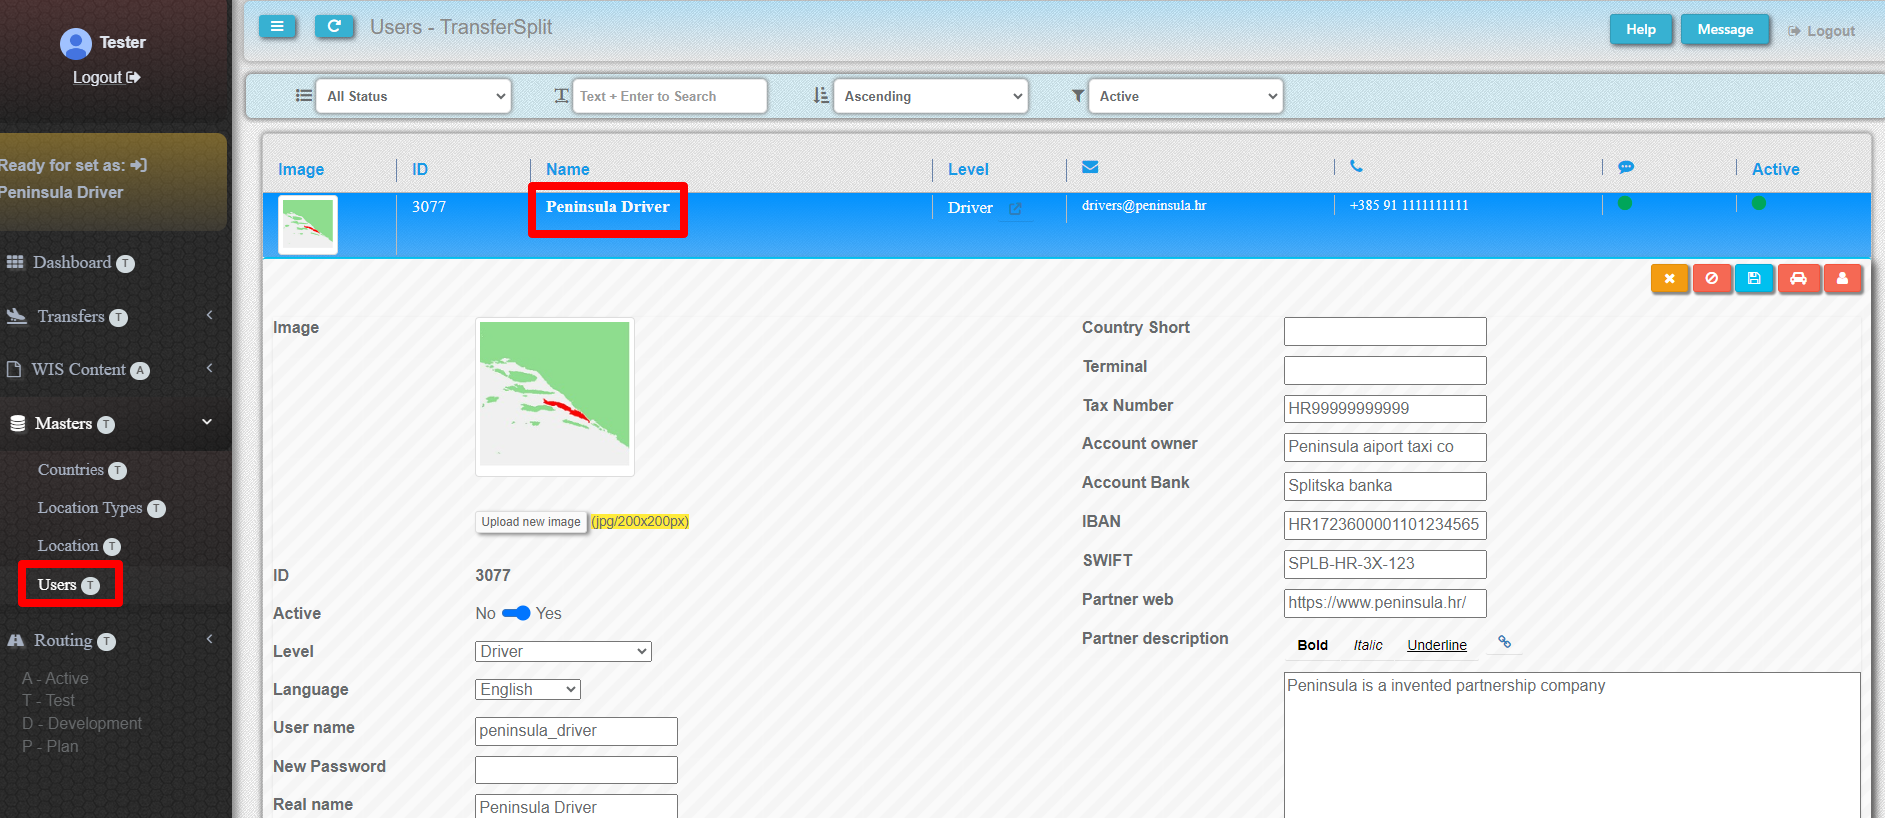 Tester
Logout
Ready for set as:
Peninsula Driver
Dashboard T
Transfers T
WIS Content A
Masters T
Countries T
Location Types T
Location T
Users T
Routing T
A - Active
T - Test
D - Development
P - Plan
Users - TransferSplit
Help
Message
Logout
All Status
Text + Enter to Search
Ascending
Active
Image
ID
Name
Level
Active
3077
Peninsula Driver
Driver
drivers@peninsula.hr
+385 91 1111111111
Image
Upload new image
(jpg/200x200px)
ID
3077
Active
No
Yes
Level
Driver
Language
English
User name
peninsula_driver
New Password
Real name
Peninsula Driver
Country Short
Terminal
Tax Number
HR99999999999
Account owner
Peninsula aiport taxi co
Account Bank
Splitska banka
IBAN
HR1723600001101234565
SWIFT
SPLB-HR-3X-123
Partner web
https://www.peninsula.hr/
Partner description
Bold
Italic
Underline
Peninsula is a invented partnership company